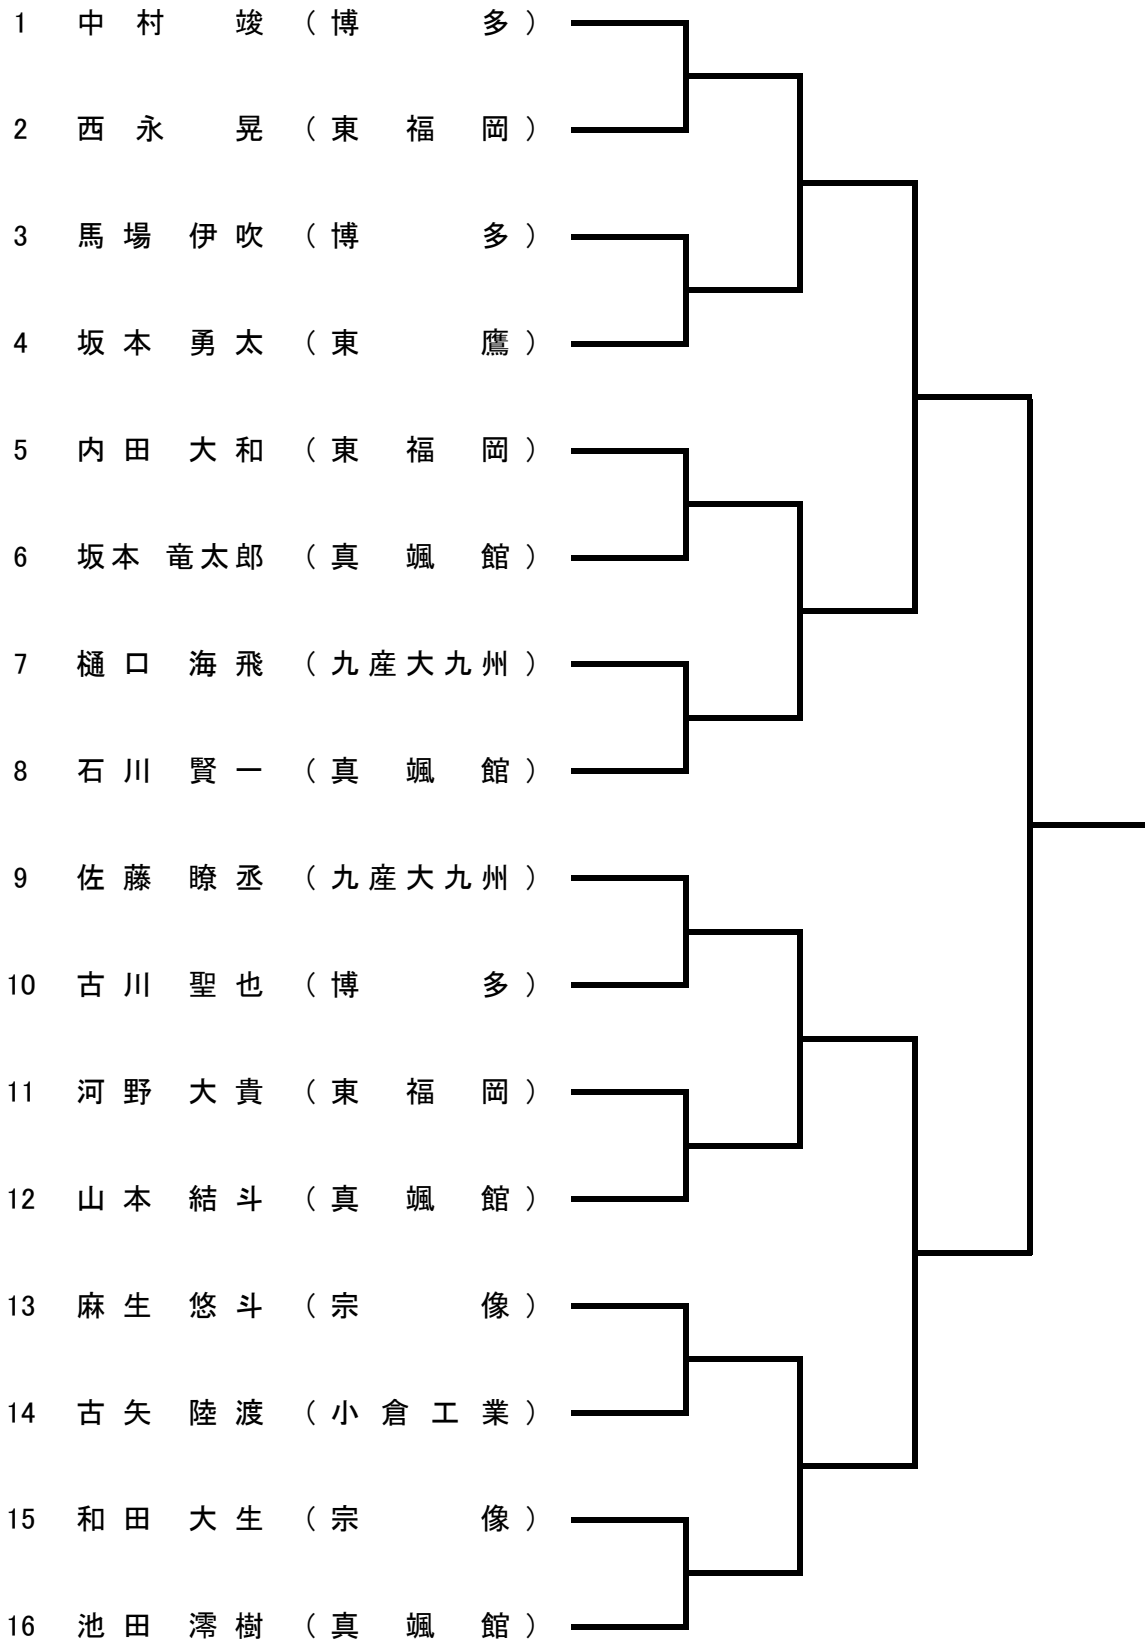 1 中村 竣 (博多)
2 西永 晃 (東福岡)
3 馬場 伊吹 (博多)
4 坂本 勇太 (東鷹)
5 内田 大和 (東福岡)
6 坂本 竜太郎 (真颯館)
7 樋口 海飛 (九産大九州)
8 石川 賢一 (真颯館)
9 佐藤 瞭丞 (九産大九州)
10 古川 聖也 (博多)
11 河野 大貴 (東福岡)
12 山本 結斗 (真颯館)
13 麻生 悠斗 (宗像)
14 古矢 陸渡 (小倉工業)
15 和田 大生 (宗像)
16 池田 澪樹 (真颯館)